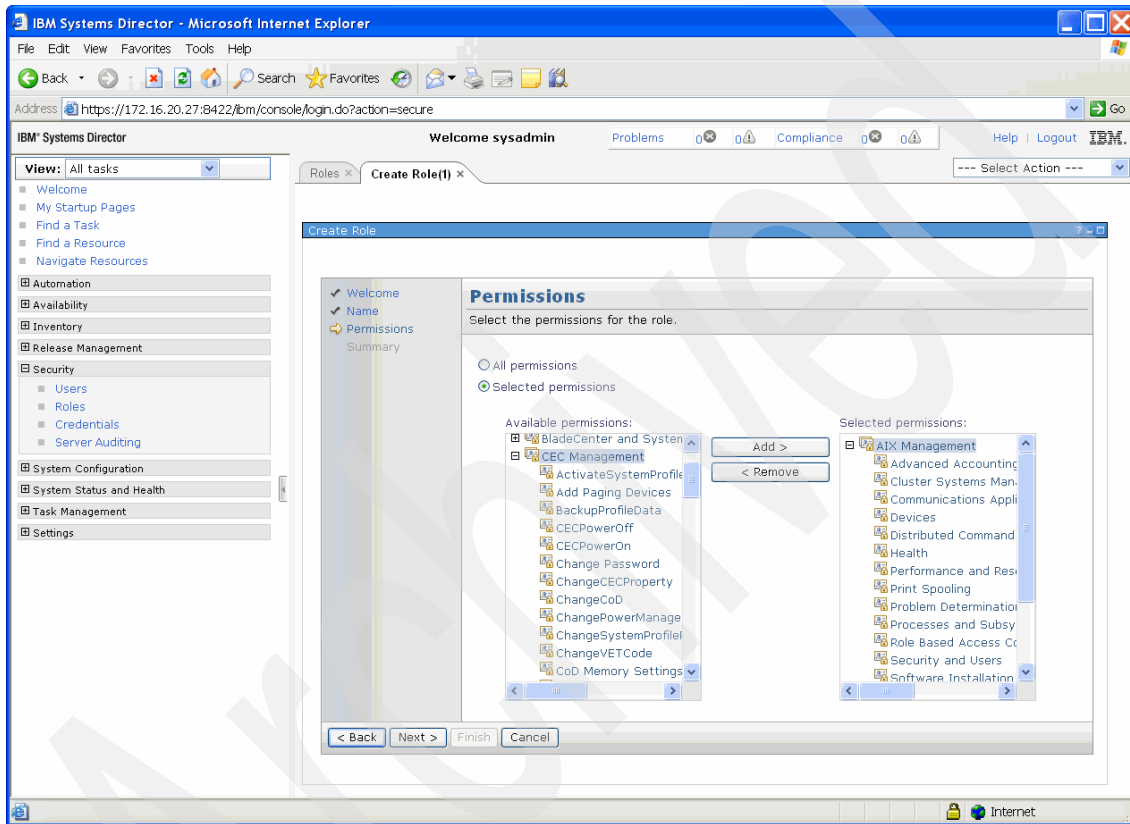 IBM Systems Director - Microsoft Internet Explorer
File Edit View Favorites Tools Help
Back Search Favorites
Address https://172.16.20.27:8422/ibm/console/login.do?action=secure Go
IBM® Systems Director Welcome sysadmin Problems 0 0 Compliance 0 0 Help | Logout IBM.
View: All tasks
Roles × Create Role(1) ×
--- Select Action ---
Welcome
My Startup Pages
Find a Task
Find a Resource
Navigate Resources
Automation
Availability
Inventory
Release Management
Security
Users
Roles
Credentials
Server Auditing
System Configuration
System Status and Health
Task Management
Settings
Create Role
Welcome
Name
Permissions
Summary
Permissions
Select the permissions for the role.
All permissions
Selected permissions
Available permissions:
BladeCenter and System
CEC Management
ActivateSystemProfile
Add Paging Devices
BackupProfileData
CECPowerOff
CECPowerOn
Change Password
ChangeCECProperty
ChangeCoD
ChangePowerManage
ChangeSystemProfile
ChangeVETCode
CoD Memory Settings
Add >
< Remove
Selected permissions:
AIX Management
Advanced Accounting
Cluster Systems Man
Communications Appli
Devices
Distributed Command
Health
Performance and Res
Print Spooling
Problem Determination
Processes and Subsy
Role Based Access Co
Security and Users
Software Installation
< Back Next > Finish Cancel
Internet
Archived